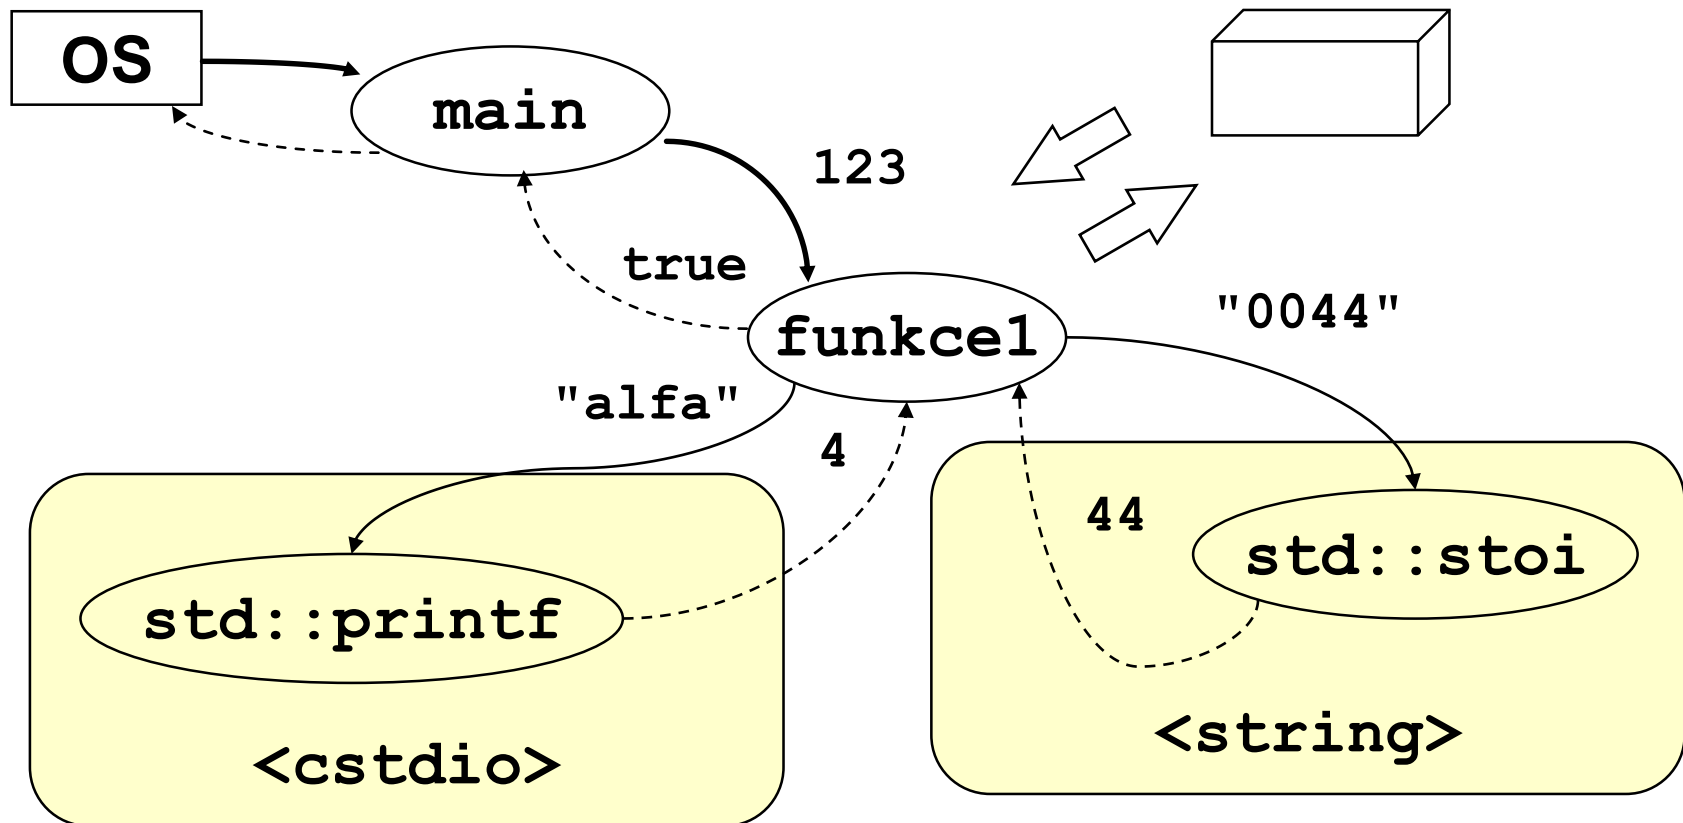 OS
main
123
true
funkce1
"0044"
"alfa"
4
44
std::stoi
std::printf
<string>
<cstdio>